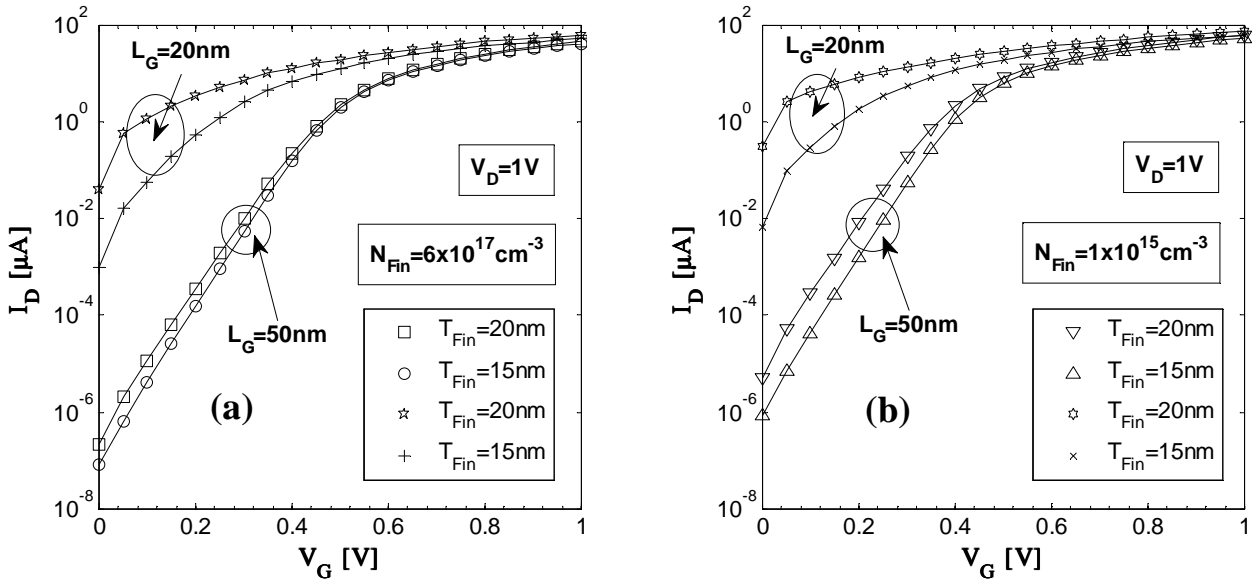 10^2
10^0
10^-2
10^-4
10^-6
10^-8
I_D [µA]
0
0.2
0.4
0.6
0.8
1
V_G [V]
L_G=20nm
V_D=1V
N_Fin=6x10^17cm^-3
L_G=50nm
(a)
T_Fin=20nm
T_Fin=15nm
T_Fin=20nm
T_Fin=15nm
10^2
10^0
10^-2
10^-4
10^-6
10^-8
I_D [µA]
0
0.2
0.4
0.6
0.8
1
V_G [V]
L_G=20nm
V_D=1V
N_Fin=1x10^15cm^-3
L_G=50nm
(b)
T_Fin=20nm
T_Fin=15nm
T_Fin=20nm
T_Fin=15nm